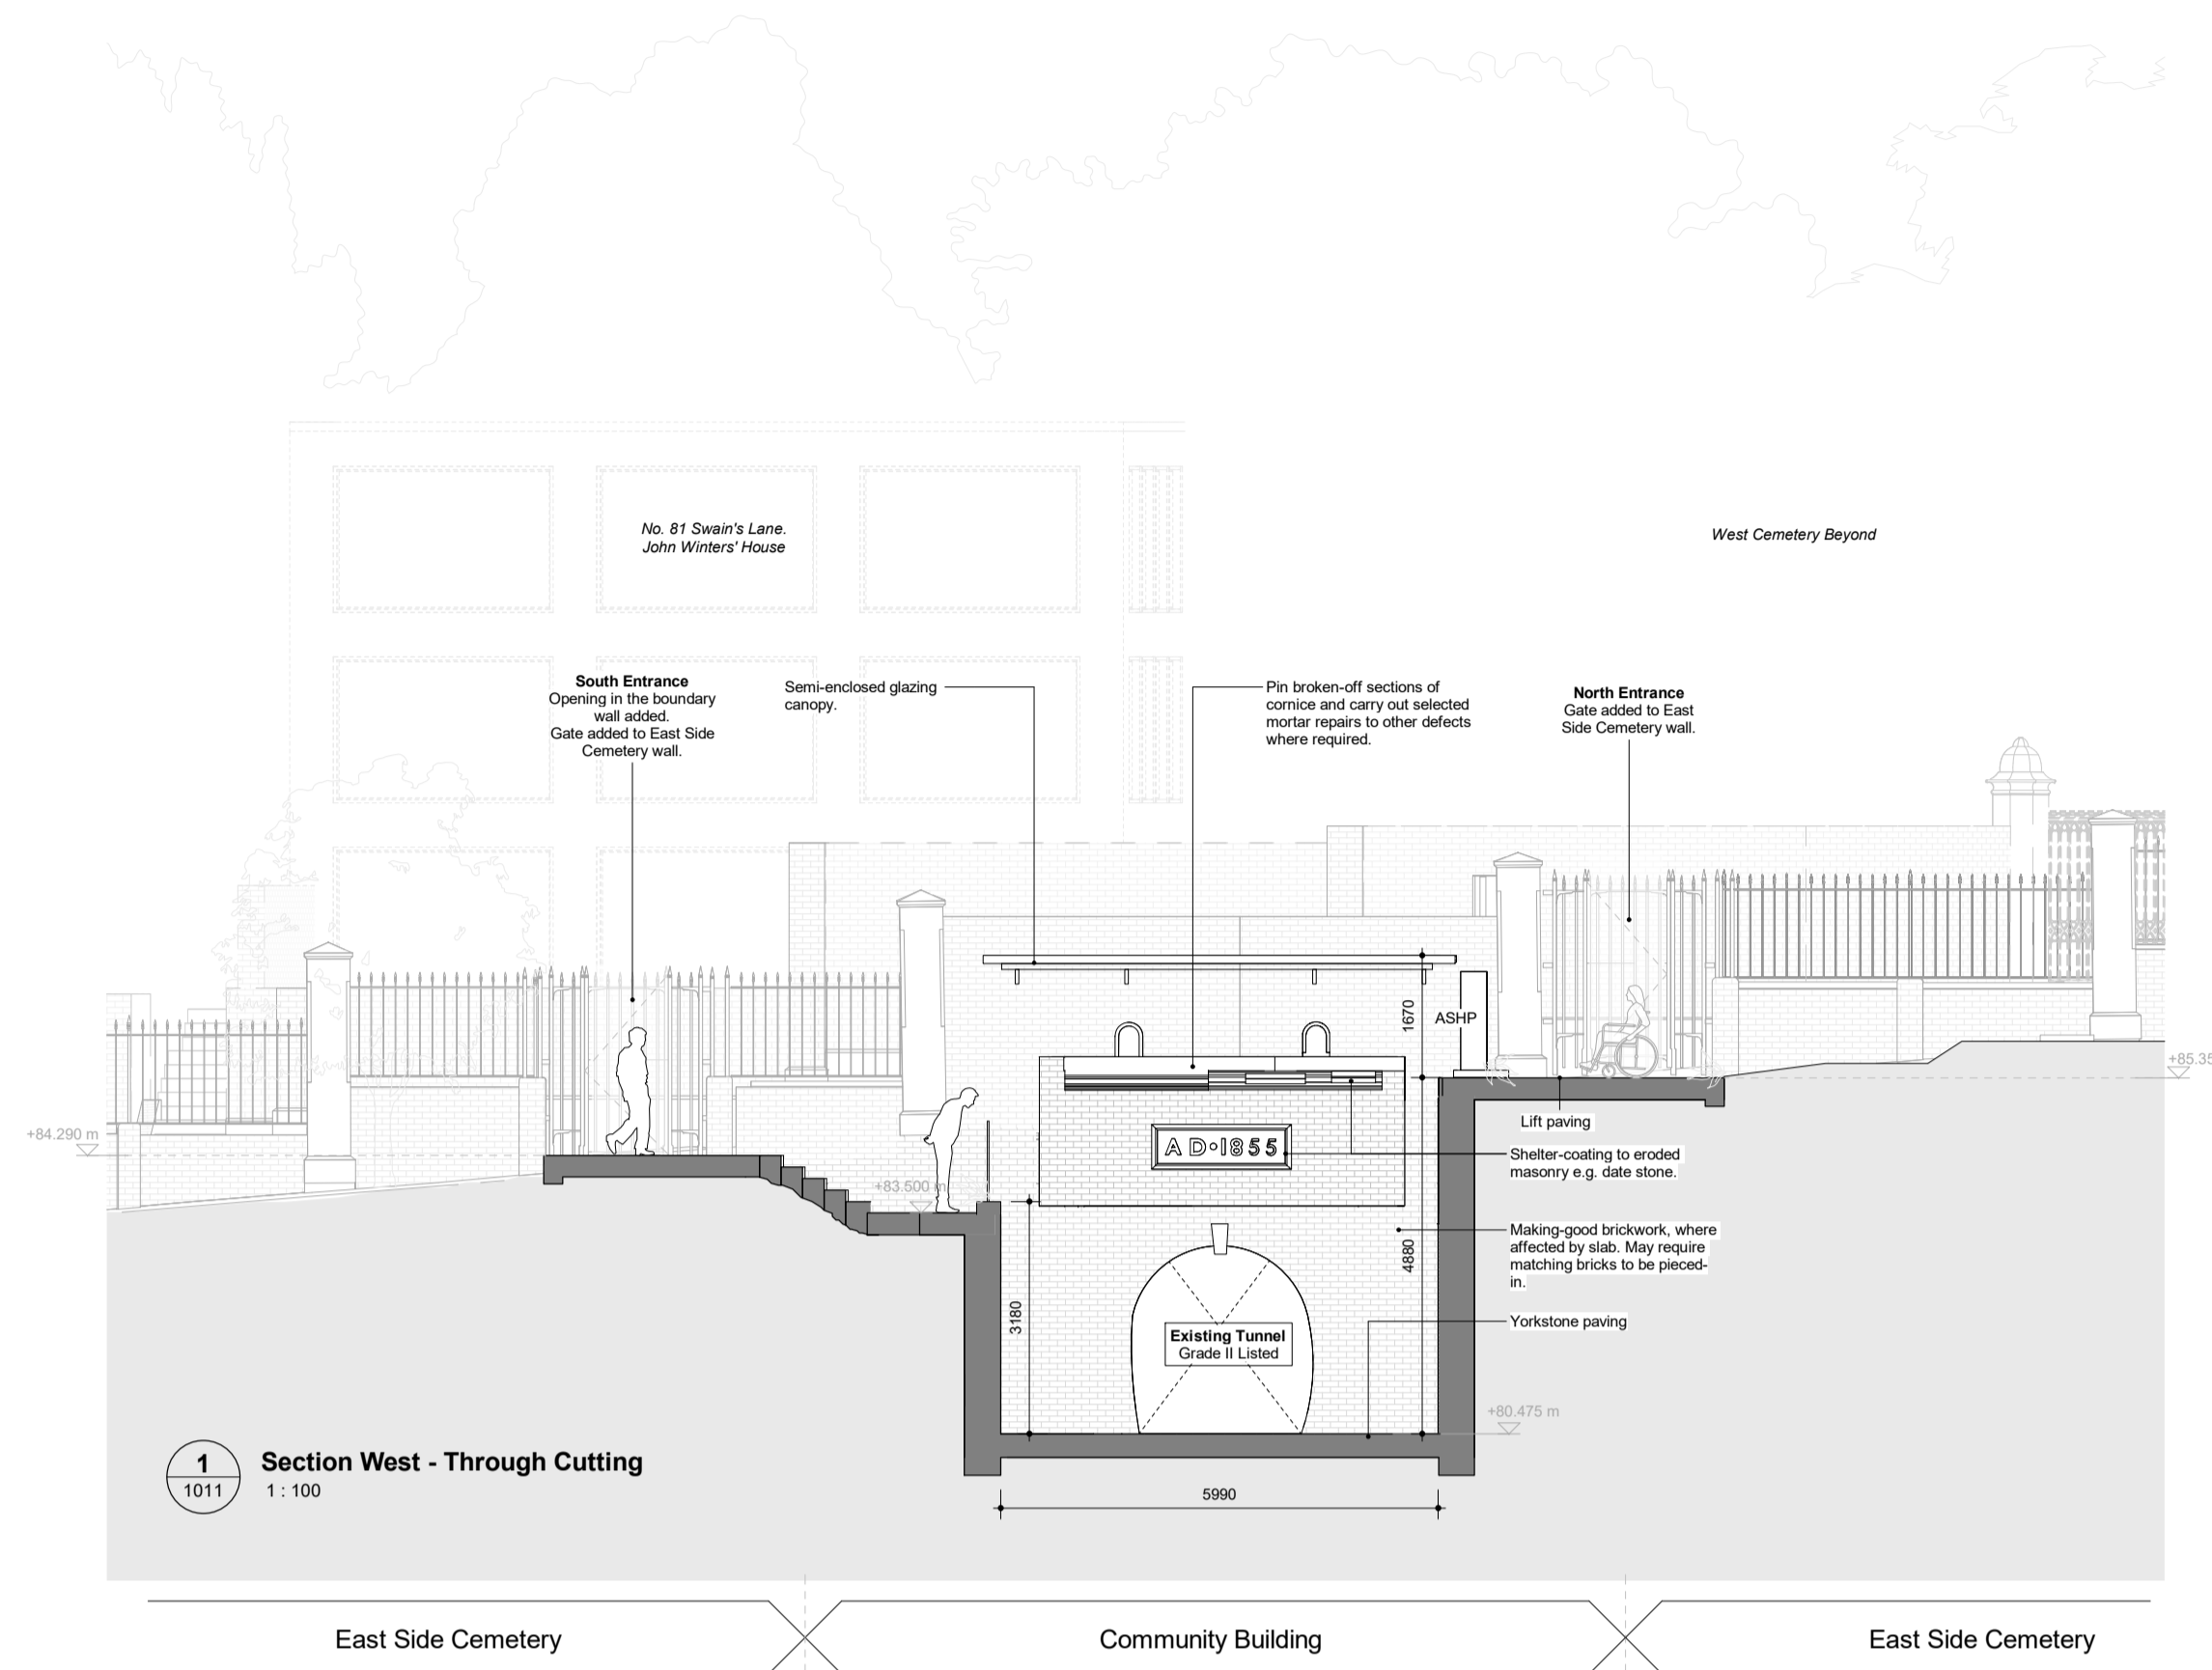 No. 81 Swain's Lane.
John Winters' House
West Cemetery Beyond
South Entrance
Opening in the boundary
wall added.
Gate added to East Side
Cemetery wall.
Semi-enclosed glazing
canopy.
Pin broken-off sections of
cornice and carry out selected
mortar repairs to other defects
where required.
North Entrance
Gate added to East
Side Cemetery wall.
1670
ASHP
+85.35
Lift paving
+84.290 m
AD•1855
Shelter-coating to eroded
masonry e.g. date stone.
+83.500 m
Making-good brickwork, where
affected by slab. May require
matching bricks to be pieced-
in.
4880
3180
Yorkstone paving
Existing Tunnel
Grade II Listed
+80.475 m
1
1011
Section West - Through Cutting
1 : 100
5990
East Side Cemetery
Community Building
East Side Cemetery